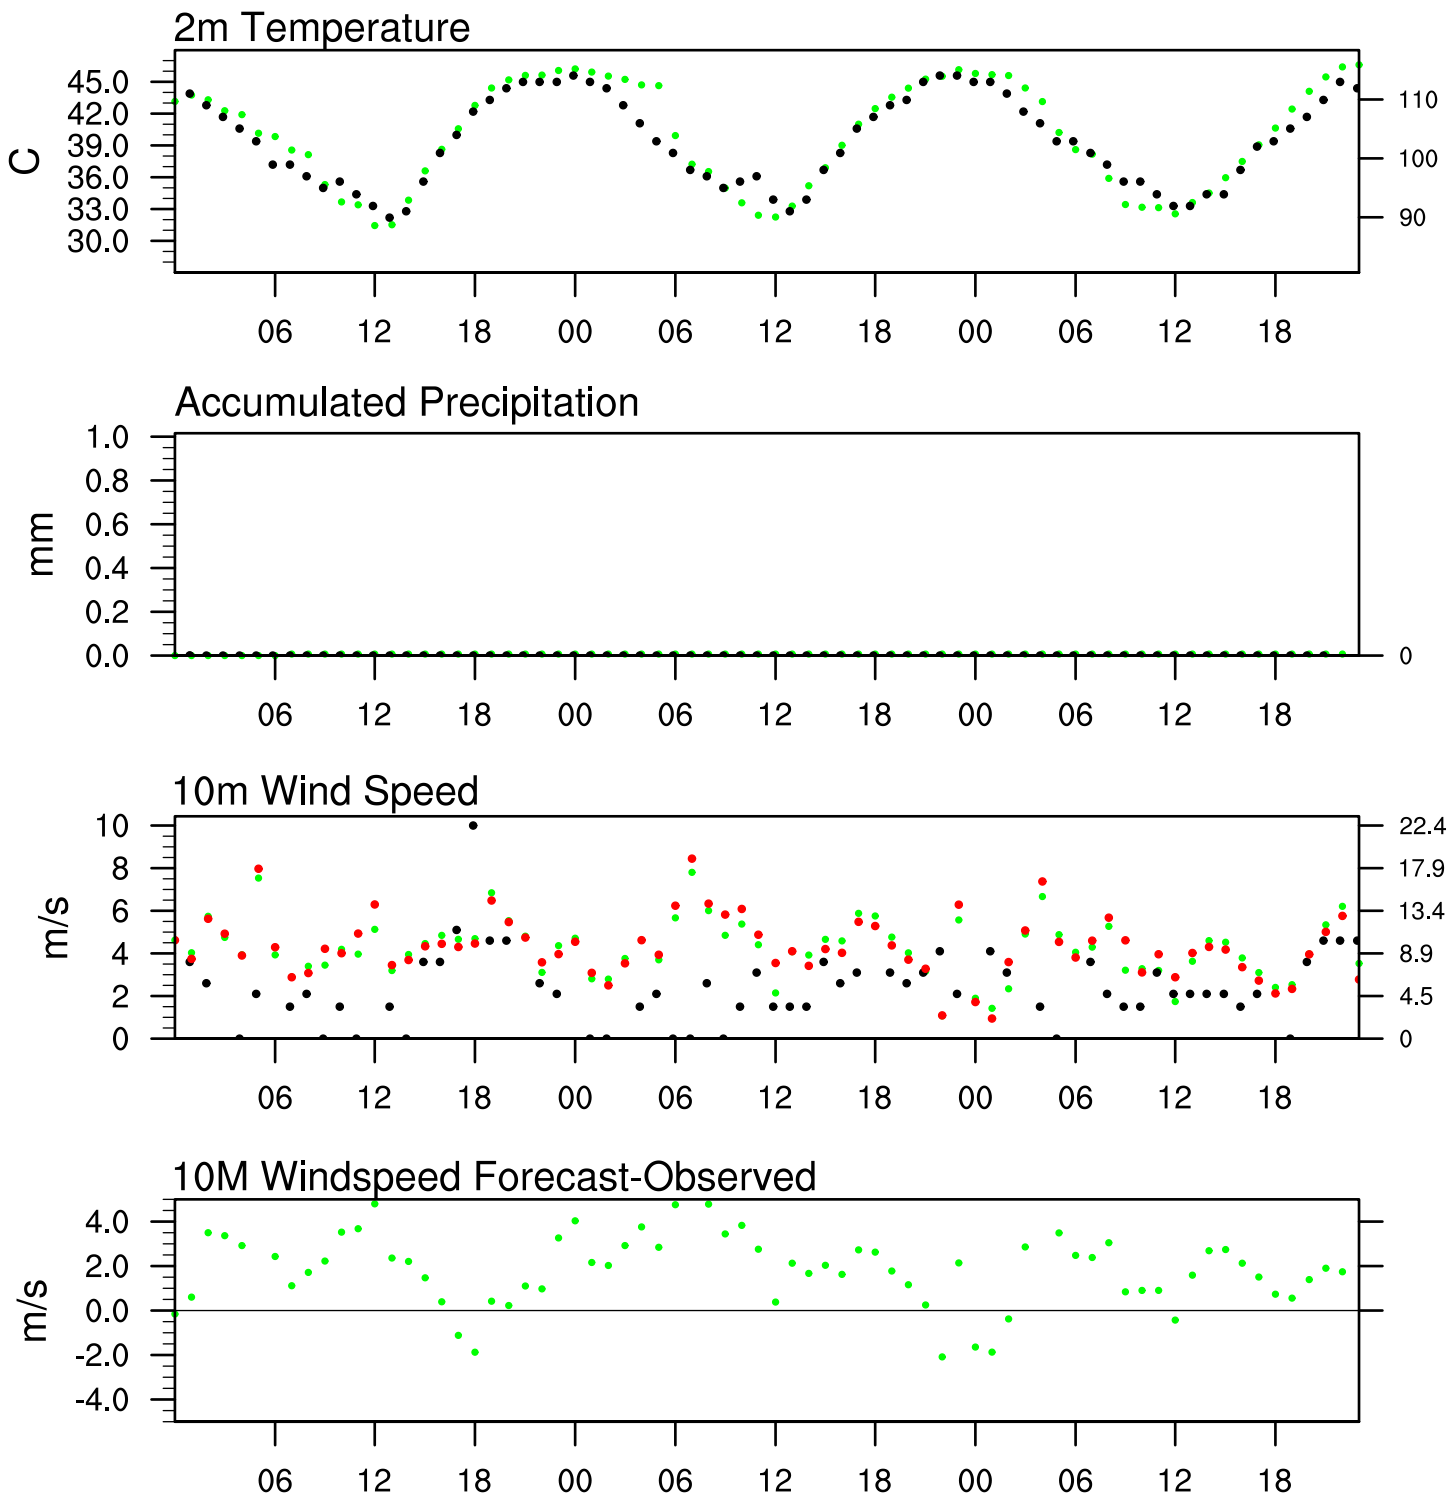 2m Temperature
45.0
42.0
39.0
36.0
33.0
30.0
C
110
100
90
06 12 18 00 06 12 18 00 06 12 18
Accumulated Precipitation
1.0
0.8
0.6
0.4
0.2
0.0
mm
0
06 12 18 00 06 12 18 00 06 12 18
10m Wind Speed
10
8
6
4
2
0
m/s
22.4
17.9
13.4
8.9
4.5
0
06 12 18 00 06 12 18 00 06 12 18
10M Windspeed Forecast-Observed
4.0
2.0
0.0
-2.0
-4.0
m/s
06 12 18 00 06 12 18 00 06 12 18